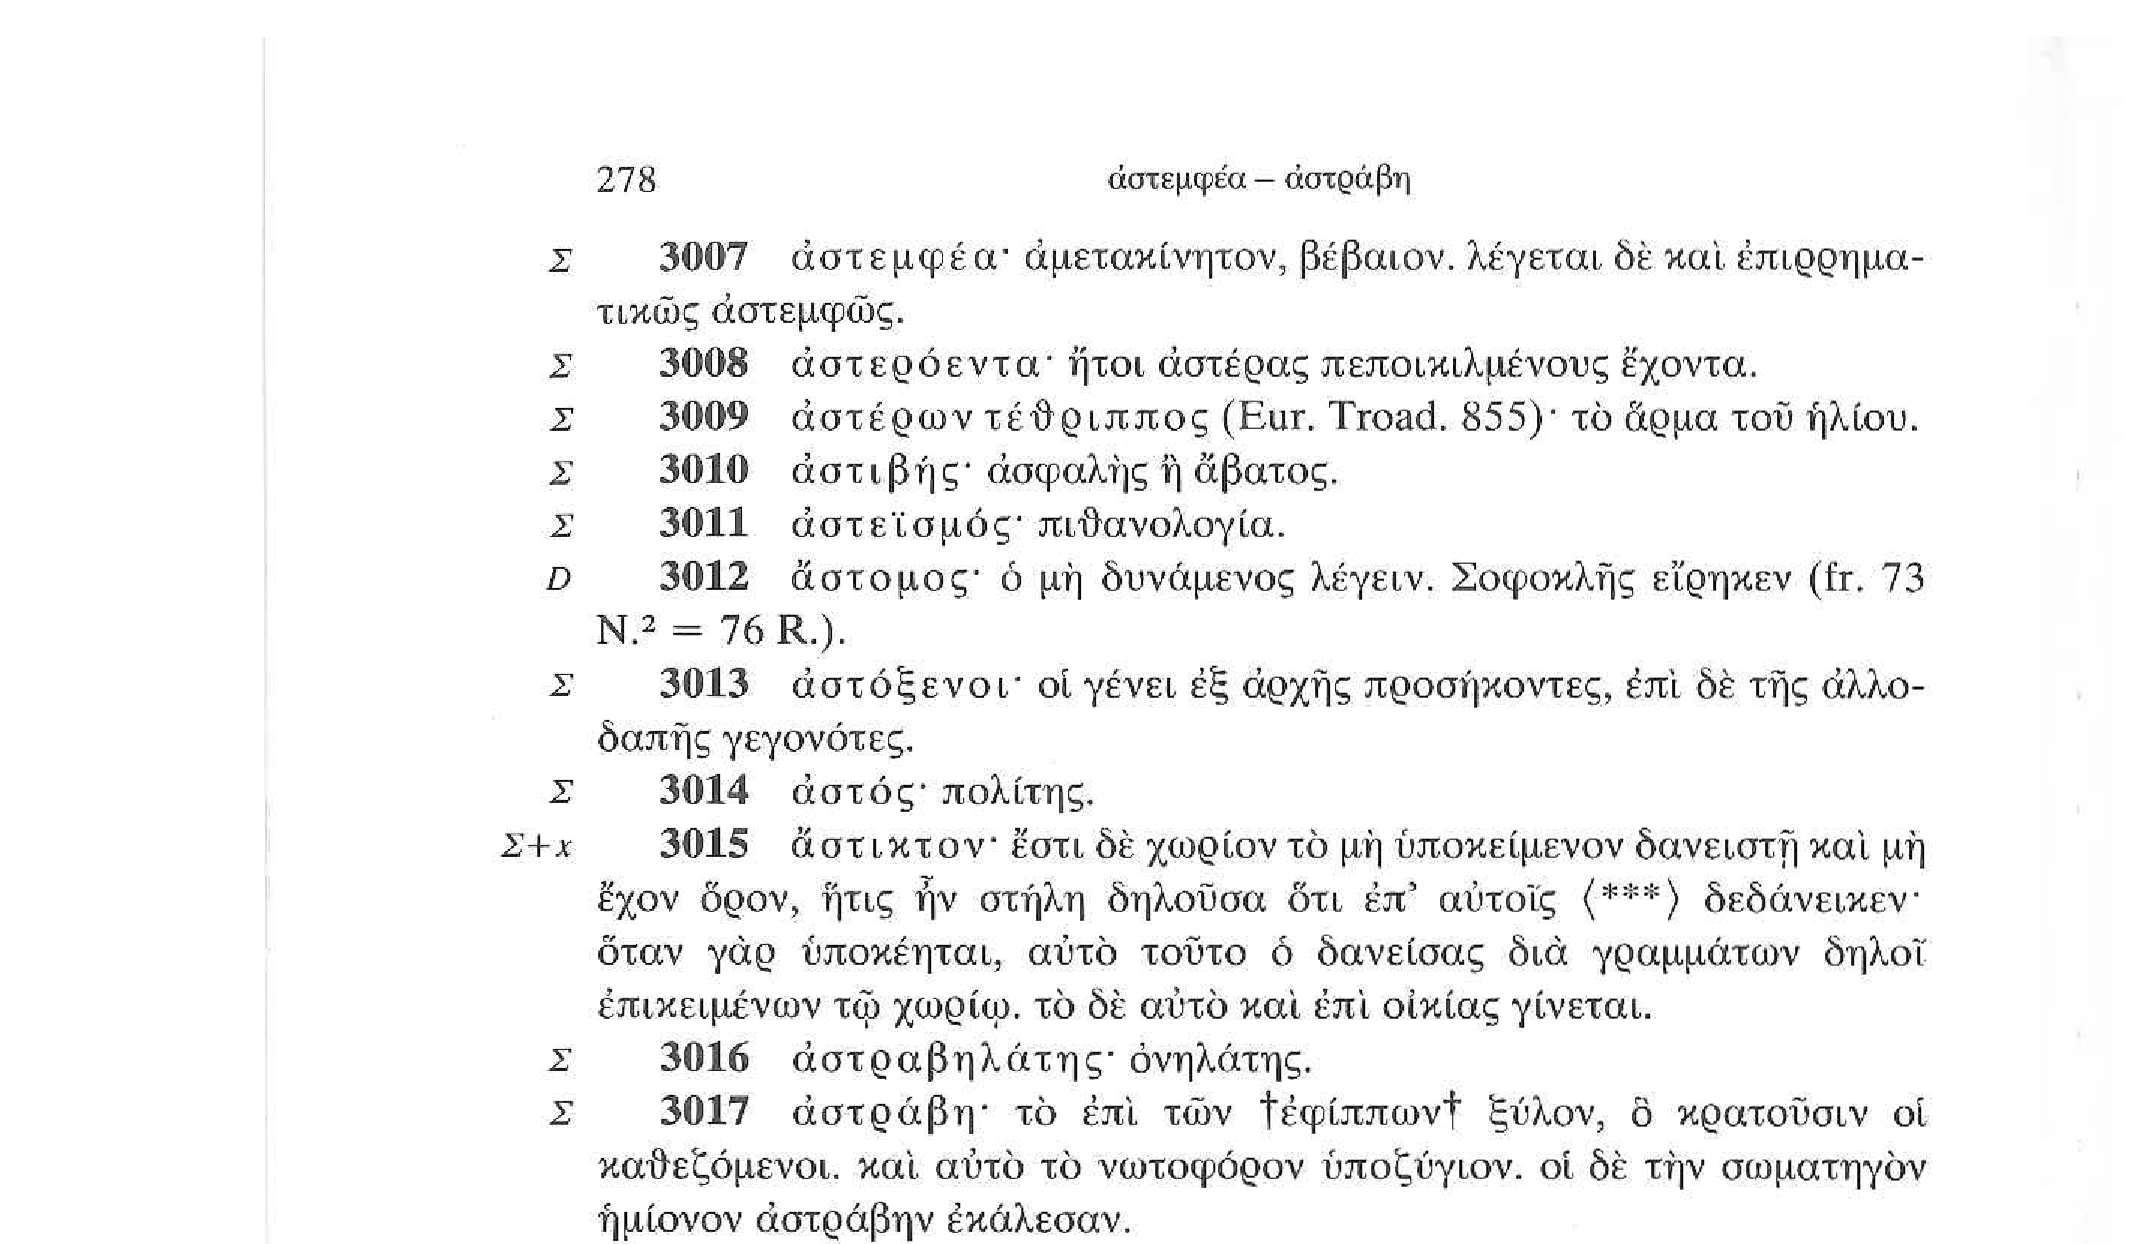 278 ἀστεμφέα – ἀστράβη
Σ 3007 ἀστεμφέα· ἀμετακίνητον, βέβαιον. λέγεται δὲ καὶ ἐπιρρημα-
τικῶς ἀστεμφῶς.
Σ 3008 ἀστερόεντα· ἤτοι ἀστέρας πεποικιλμένους ἔχοντα.
Σ 3009 ἀστέρων τέθριππος (Eur. Troad. 855)· τὸ ἅρμα τοῦ ἡλίου.
Σ 3010 ἀστιβής· ἀσφαλὴς ἢ ἄβατος.
Σ 3011 ἀστεϊσμός· πιθανολογία.
D 3012 ἄστομος· ὁ μὴ δυνάμενος λέγειν. Σοφοκλῆς εἴρηκεν (fr. 73
N.² = 76 R.).
Σ 3013 ἀστόξενοι· οἱ γένει ἐξ ἀρχῆς προσήκοντες, ἐπὶ δὲ τῆς ἀλλο-
δαπῆς γεγονότες.
Σ 3014 ἀστός· πολίτης.
Σ+x 3015 ἄστικτον· ἔστι δὲ χωρίον τὸ μὴ ὑποκείμενον δανειστῇ καὶ μὴ
ἔχον ὅρον, ἥτις ἦν στήλη δηλοῦσα ὅτι ἐπ’ αὐτοῖς ⟨***⟩ δεδάνεικεν·
ὅταν γὰρ ὑποκέηται, αὐτὸ τοῦτο ὁ δανείσας διὰ γραμμάτων δηλοῖ
ἐπικειμένων τῷ χωρίῳ. τὸ δὲ αὐτὸ καὶ ἐπὶ οἰκίας γίνεται.
Σ 3016 ἀστραβηλάτης· ὀνηλάτης.
Σ 3017 ἀστράβη· τὸ ἐπὶ τῶν †ἐφίππων† ξύλον, ὃ κρατοῦσιν οἱ
καθεζόμενοι. καὶ αὐτὸ τὸ νωτοφόρον ὑποζύγιον. οἱ δὲ τὴν σωματηγὸν
ἡμίονον ἀστράβην ἐκάλεσαν.